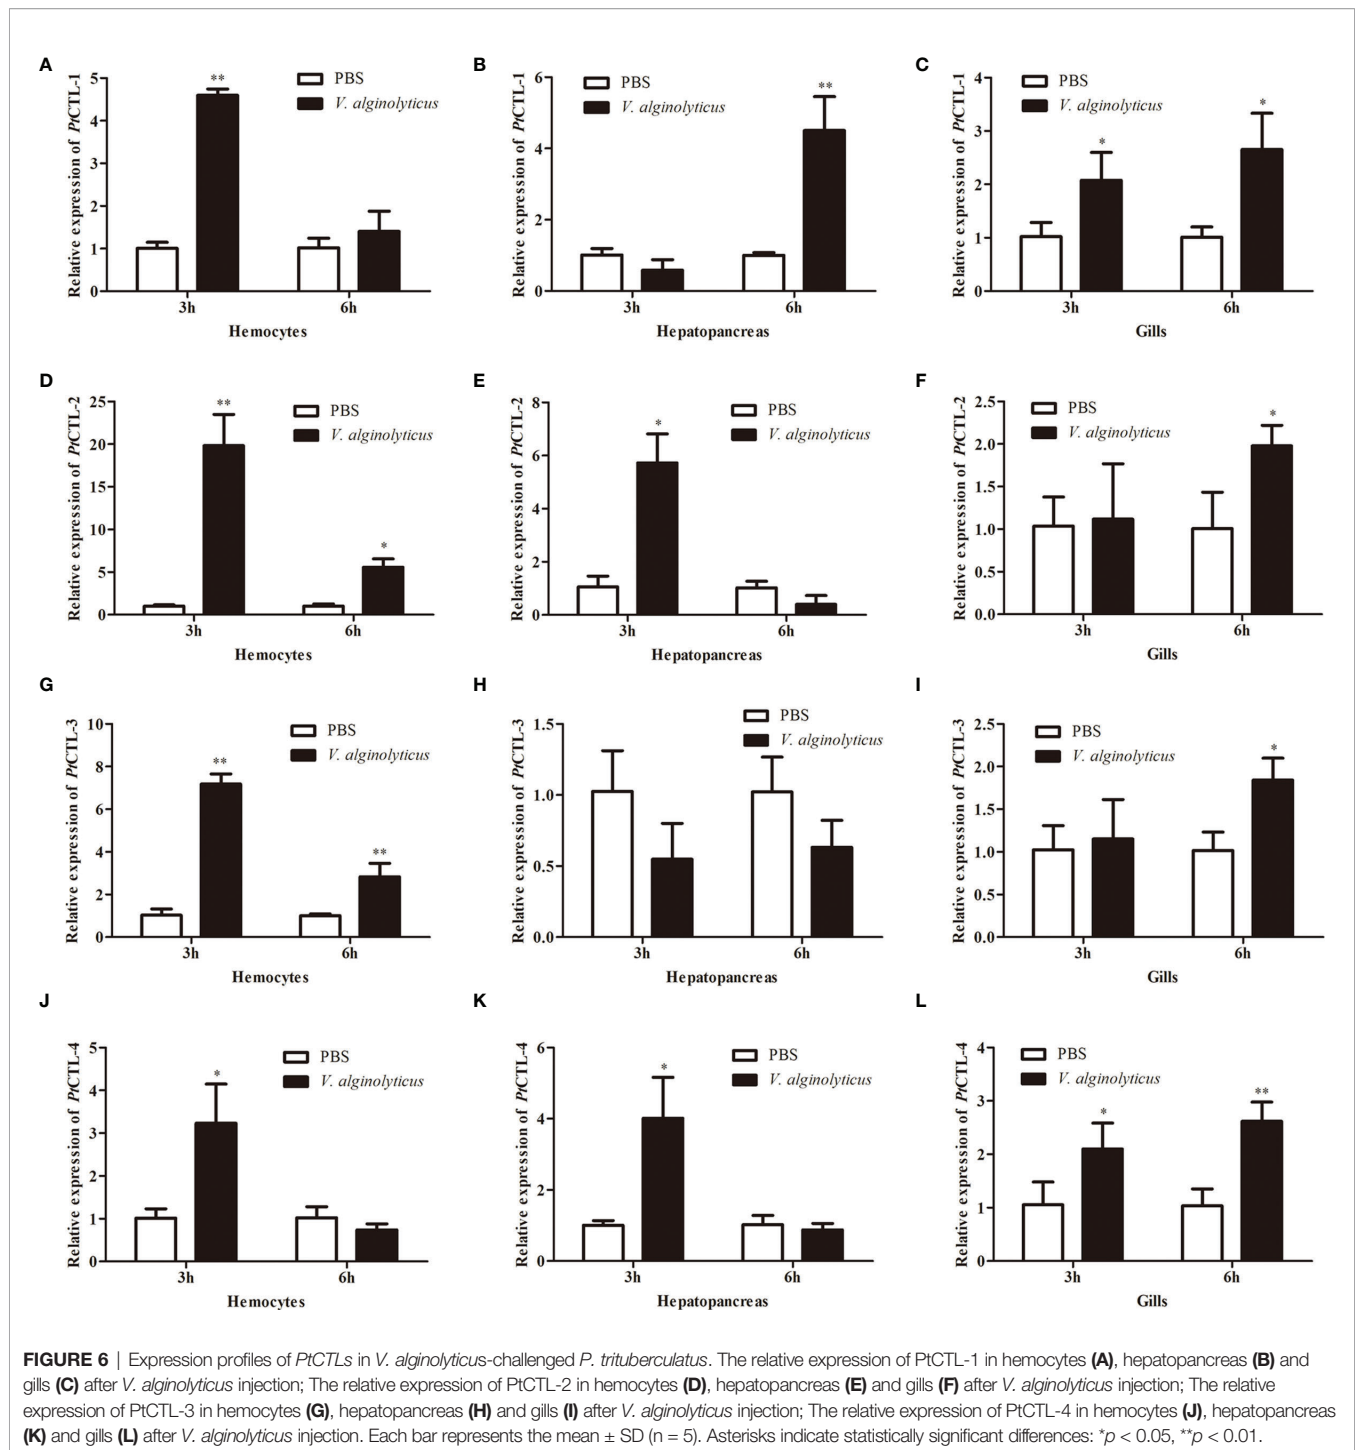 A
Relative expression of PtCTL-1
5
4
3
2
1
0
**
PBS
V. alginolyticus
3h
6h
Hemocytes
B
Relative expression of PtCTL-1
6
4
2
0
**
PBS
V. alginolyticus
3h
6h
Hepatopancreas
C
Relative expression of PtCTL-1
4
3
2
1
0
*
*
PBS
V. alginolyticus
3h
6h
Gills
D
Relative expression of PtCTL-2
25
20
15
10
5
0
**
*
PBS
V. alginolyticus
3h
6h
Hemocytes
E
Relative expression of PtCTL-2
8
6
4
2
0
*
PBS
V. alginolyticus
3h
6h
Hepatopancreas
F
Relative expression of PtCTL-2
2.5
2.0
1.5
1.0
0.5
0.0
*
PBS
V. alginolyticus
3h
6h
Gills
G
Relative expression of PtCTL-3
10
8
6
4
2
0
**
**
PBS
V. alginolyticus
3h
6h
Hemocytes
H
Relative expression of PtCTL-3
1.5
1.0
0.5
0.0
PBS
V. alginolyticus
3h
6h
Hepatopancreas
I
Relative expression of PtCTL-3
2.5
2.0
1.5
1.0
0.5
0.0
*
PBS
V. alginolyticus
3h
6h
Gills
J
Relative expression of PtCTL-4
5
4
3
2
1
0
*
PBS
V. alginolyticus
3h
6h
Hemocytes
K
Relative expression of PtCTL-4
6
4
2
0
*
PBS
V. alginolyticus
3h
6h
Hepatopancreas
L
Relative expression of PtCTL-4
4
3
2
1
0
*
**
PBS
V. alginolyticus
3h
6h
Gills
FIGURE 6 | Expression profiles of PtCTLs in V. alginolyticus-challenged P. trituberculatus. The relative expression of PtCTL-1 in hemocytes (A), hepatopancreas (B) and
gills (C) after V. alginolyticus injection; The relative expression of PtCTL-2 in hemocytes (D), hepatopancreas (E) and gills (F) after V. alginolyticus injection; The relative
expression of PtCTL-3 in hemocytes (G), hepatopancreas (H) and gills (I) after V. alginolyticus injection; The relative expression of PtCTL-4 in hemocytes (J), hepatopancreas
(K) and gills (L) after V. alginolyticus injection. Each bar represents the mean ± SD (n = 5). Asterisks indicate statistically significant differences: *p < 0.05, **p < 0.01.